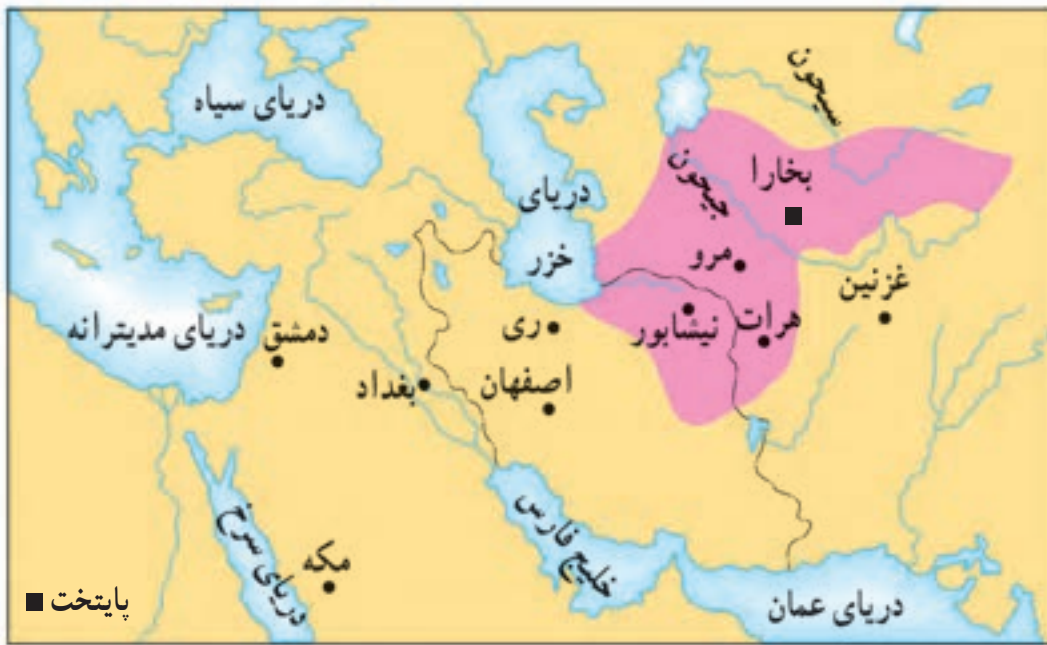 دریای سیاه
سیحون
بخارا
جیحون
دریای
خزر
مرو
غزنین
نیشابور
هرات
ری
دریای مدیترانه
دمشق
بغداد
اصفهان
خلیج فارس
دریای سرخ
مکه
دریای عمان
پایتخت